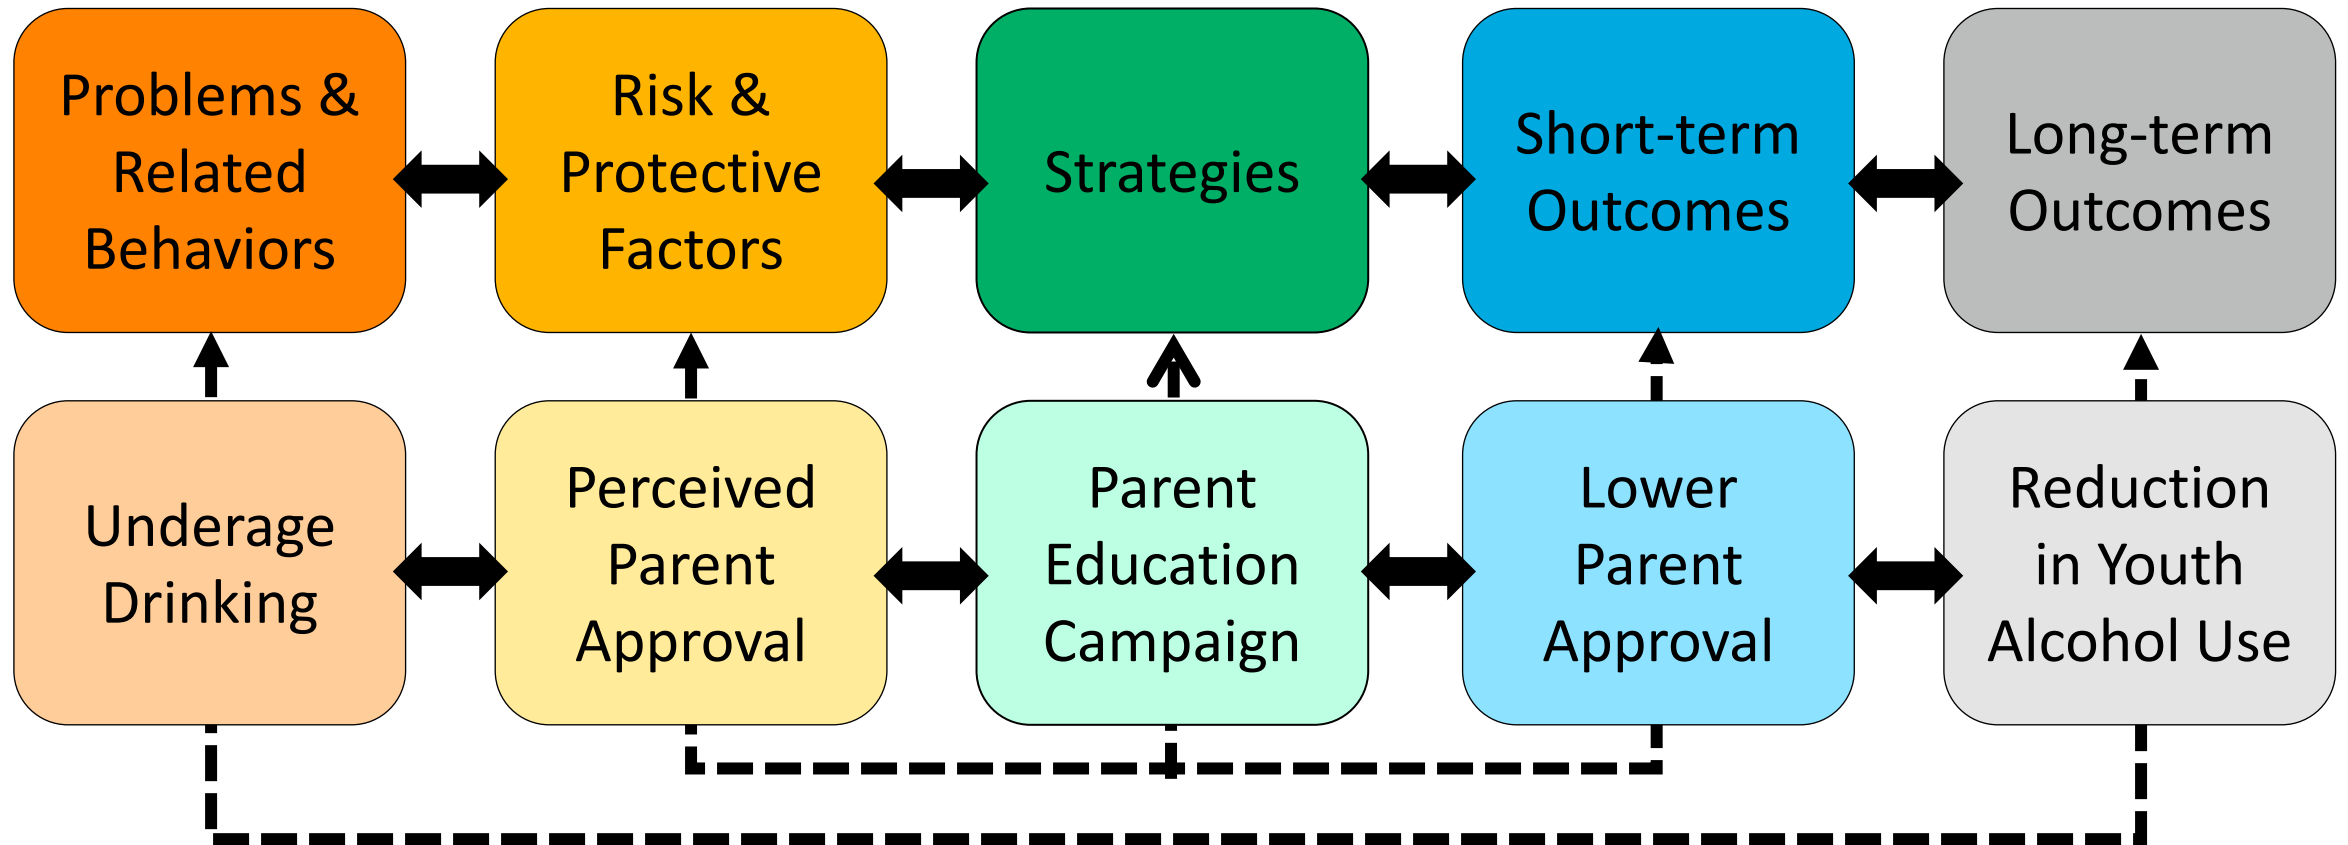 Problems &
Related
Behaviors
Risk &
Protective
Factors
Strategies
Short-term
Outcomes
Long-term
Outcomes
Underage
Drinking
Perceived
Parent
Approval
Parent
Education
Campaign
Lower
Parent
Approval
Reduction
in Youth
Alcohol Use